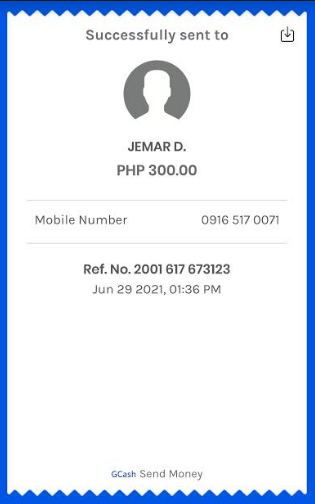 Successfully sent to
JEMAR D.
PHP 300.00
Mobile Number 0916 517 0071
Ref. No. 2001 617 673123
Jun 29 2021, 01:36 PM
GCash Send Money